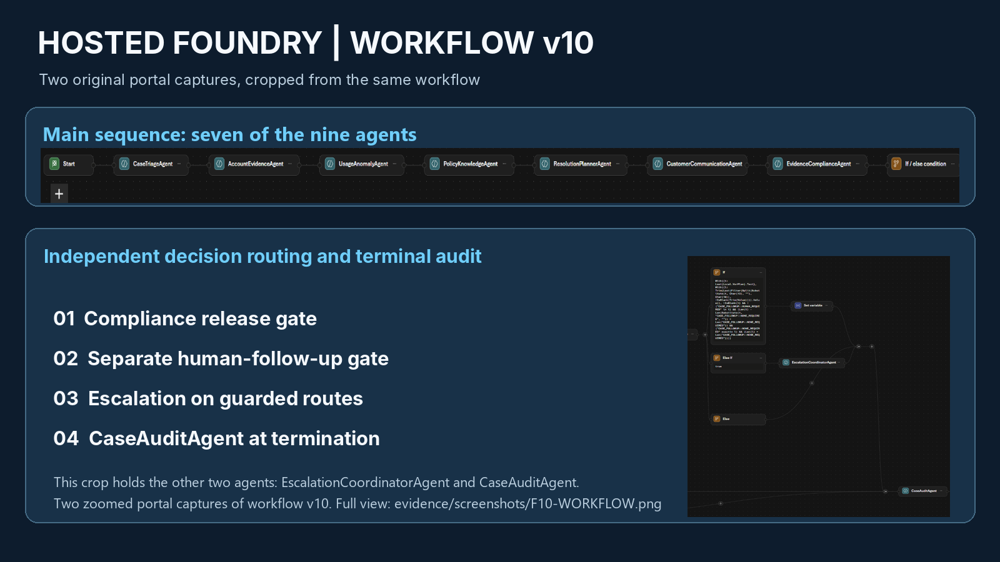 HOSTED FOUNDRY | WORKFLOW v10
Two original portal captures, cropped from the same workflow
Main sequence: seven of the nine agents
Start
CaseTriageAgent ...
AccountEvidenceAgent ...
UsageAnomalyAgent ...
PolicyKnowledgeAgent ...
ResolutionPlannerAgent ...
CustomerCommunicationAgent
EvidenceComplianceAgent ...
If / else condition ...
+
Independent decision routing and terminal audit
01 Compliance release gate
02 Separate human-follow-up gate
03 Escalation on guarded routes
04 CaseAuditAgent at termination
This crop holds the other two agents: EscalationCoordinatorAgent and CaseAuditAgent.
Two zoomed portal captures of workflow v10. Full view: evidence/screenshots/F10-WORKFLOW.png
If
Set variable
Else If
true
EscalationCoordinatorAgent
Else
CaseAuditAgent